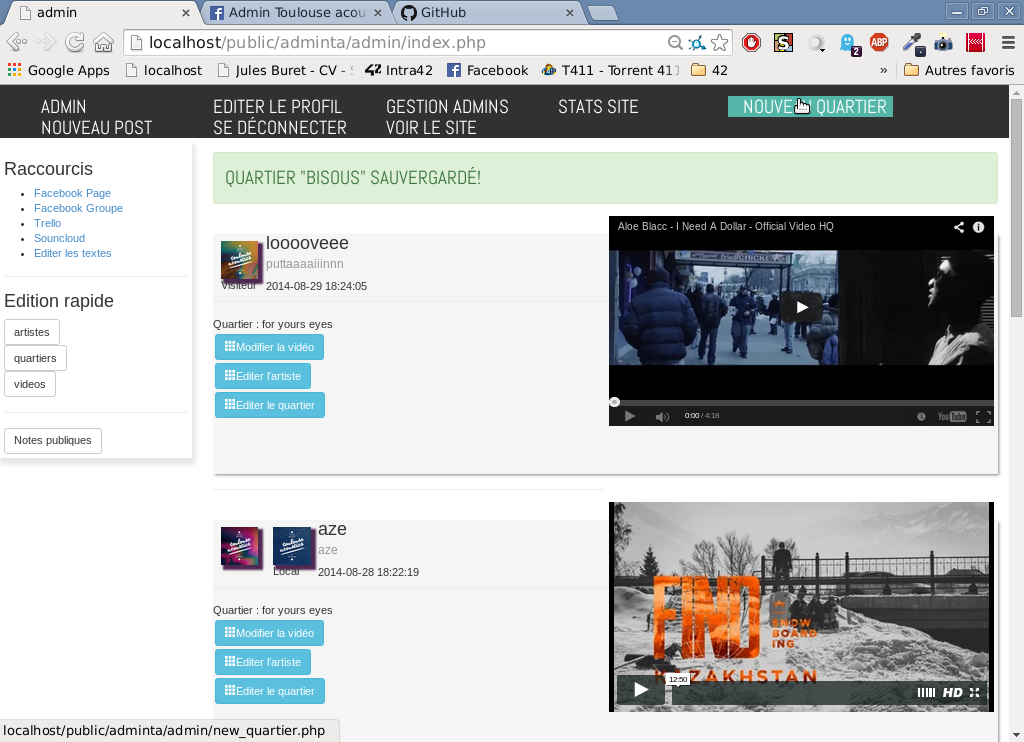 admin
Admin Toulouse acou
GitHub
localhost/public/adminta/admin/index.php
Google Apps
localhost
Jules Buret - CV -
Intra42
Facebook
T411 - Torrent 411
42
»
Autres favoris
ADMIN
NOUVEAU POST
EDITER LE PROFIL
SE DÉCONNECTER
GESTION ADMINS
VOIR LE SITE
STATS SITE
NOUVEAU QUARTIER
Raccourcis
Facebook Page
Facebook Groupe
Trello
Souncloud
Editer les textes
Edition rapide
artistes
quartiers
videos
Notes publiques
QUARTIER "BISOUS" SAUVERGARDÉ!
looooveee
puttaaaaiiinnn
Visiteur
2014-08-29 18:24:05
Quartier : for yours eyes
Modifier la vidéo
Editer l'artiste
Editer le quartier
Aloe Blacc - I Need A Dollar - Official Video HQ
0:00 / 4:18
YouTube
aze
aze
Local
2014-08-28 18:22:19
Quartier : for yours eyes
Modifier la vidéo
Editer l'artiste
Editer le quartier
FIND
SNOW
BOARD
ING.
KAZAKHSTAN
12:50
HD
localhost/public/adminta/admin/new_quartier.php